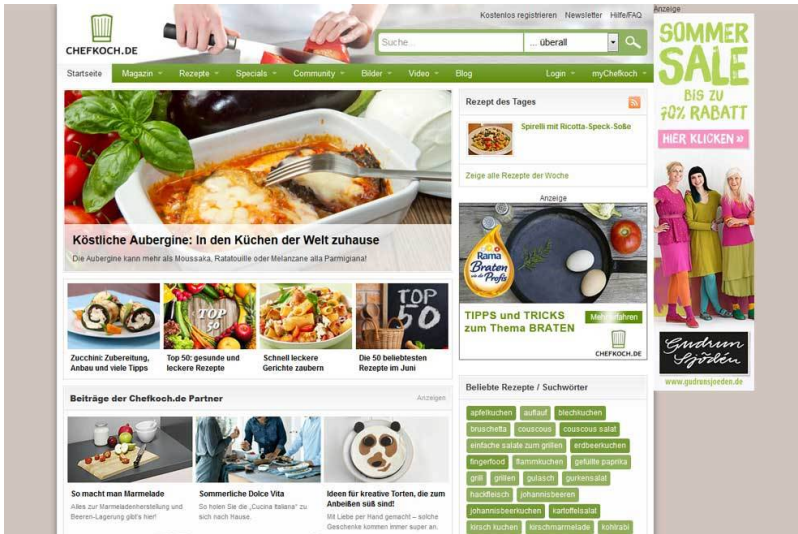 Anzeige
Kostenlos registrieren Newsletter Hilfe/FAQ
CHEFKOCH.DE
Suche...
... überall
Startseite Magazin Rezepte Specials Community Bilder Video Blog Login myChefkoch
SOMMER
SALE
BIS ZU
70% RABATT
HIER KLICKEN »
Gudrun
Sjödén
www.gudrunsjoeden.de
Köstliche Aubergine: In den Küchen der Welt zuhause
Die Aubergine kann mehr als Moussaka, Ratatouille oder Melanzane alla Parmigiana!
Rezept des Tages
Spirelli mit Ricotta-Speck-Soße
Zeige alle Rezepte der Woche
Anzeige
Rama
Braten
wie die
Profis
TIPPS und TRICKS
zum Thema BRATEN
Mehr erfahren
CHEFKOCH.DE
TOP
50
TOP
50
Zucchini: Zubereitung,
Anbau und viele Tipps
Top 50: gesunde und
leckere Rezepte
Schnell leckere
Gerichte zaubern
Die 50 beliebtesten
Rezepte im Juni
Beiträge der Chefkoch.de Partner
Anzeigen
So macht man Marmelade
Alles zur Marmeladenherstellung und
Beeren-Lagerung gibt's hier!
Sommerliche Dolce Vita
So holen Sie die „Cucina Italiana" zu
sich nach Hause.
Ideen für kreative Torten, die zum
Anbeißen süß sind!
Mit Liebe per Hand gemacht – solche
Geschenke kommen immer super an.
Beliebte Rezepte / Suchwörter
apfelkuchen auflauf blechkuchen
bruschetta couscous couscous salat
einfache salate zum grillen erdbeerkuchen
fingerfood flammkuchen gefüllte paprika
grill grillen gulasch gurkensalat
hackfleisch johannisbeeren
johannisbeerkuchen kartoffelsalat
kirsch kuchen kirschmarmelade kohlrabi